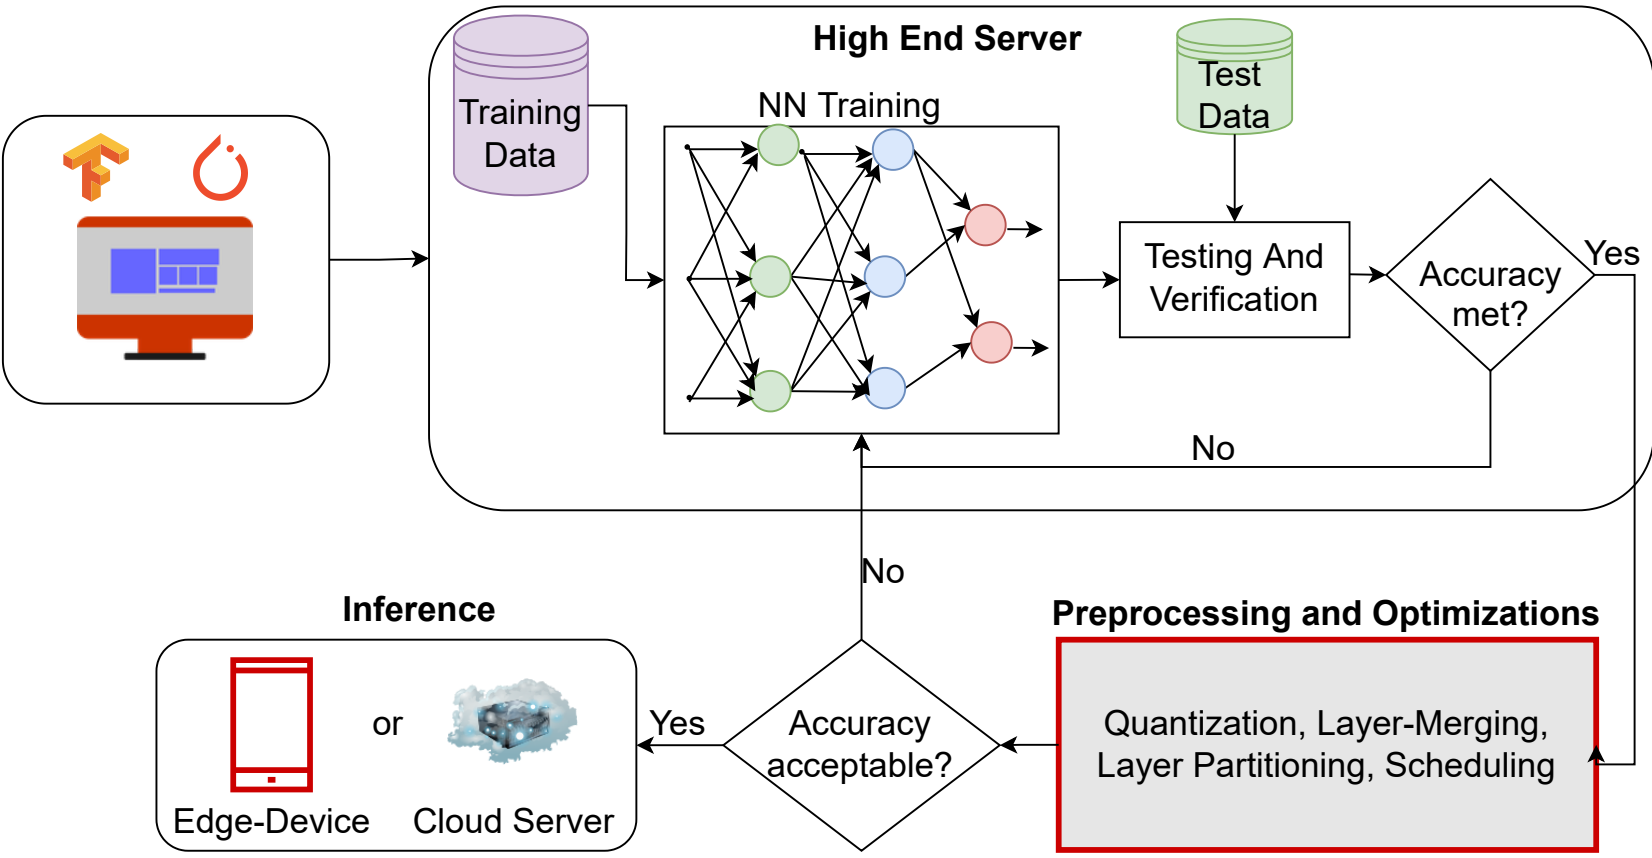 High End Server
Training
Data
NN Training
Test
Data
Testing And
Verification
Accuracy
met?
Yes
No
No
Inference
Preprocessing and Optimizations
Edge-Device
or
Cloud Server
Yes
Accuracy
acceptable?
Quantization, Layer-Merging,
Layer Partitioning, Scheduling